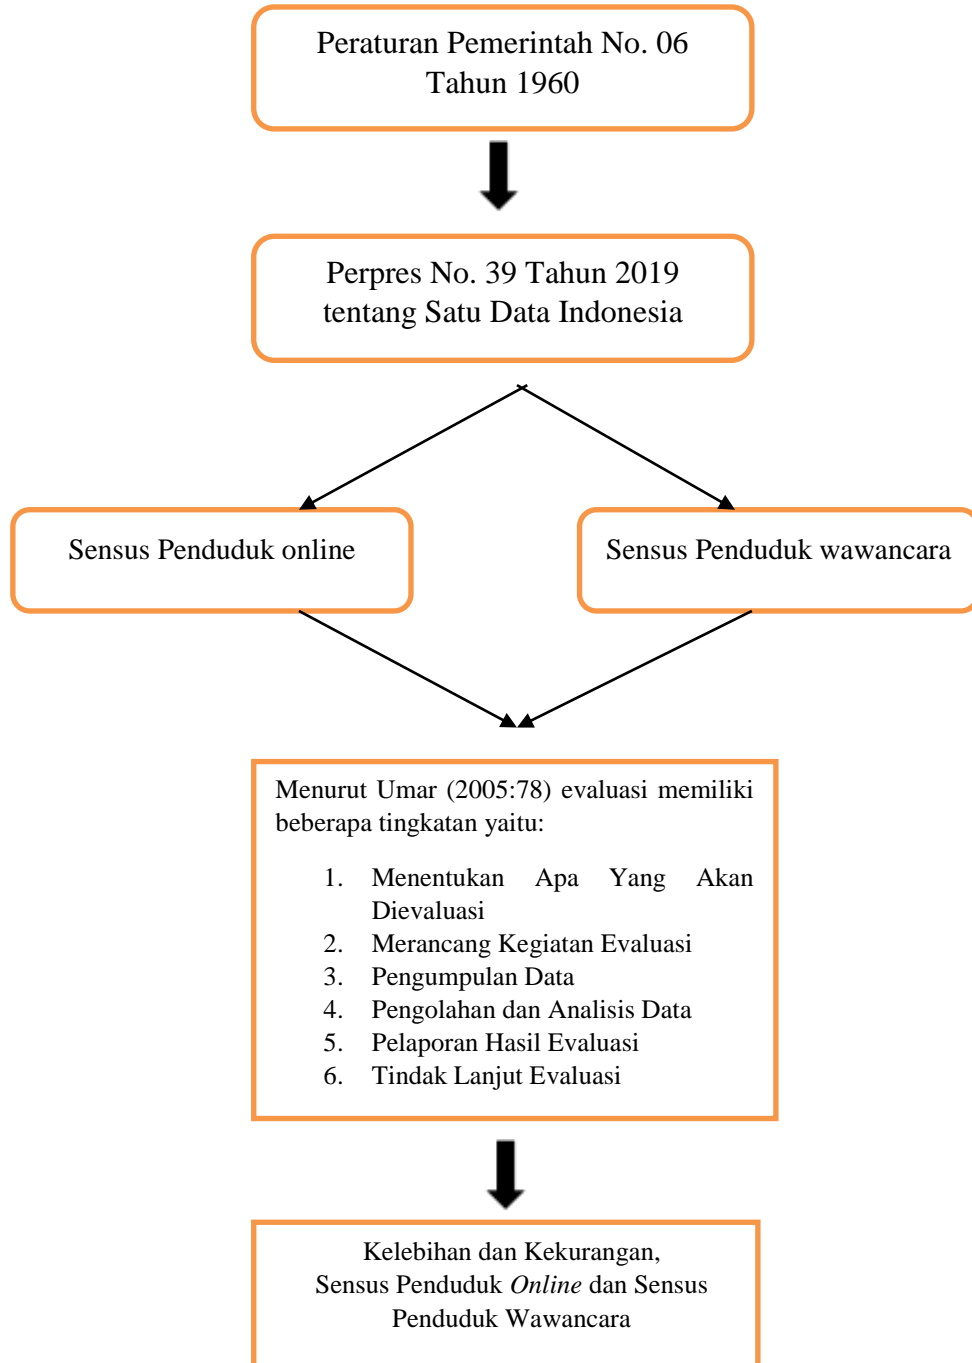 Peraturan Pemerintah No. 06
Tahun 1960
Perpres No. 39 Tahun 2019
tentang Satu Data Indonesia
Sensus Penduduk online
Sensus Penduduk wawancara
Menurut Umar (2005:78) evaluasi memiliki
beberapa tingkatan yaitu:
1. Menentukan Apa Yang Akan
Dievaluasi
2. Merancang Kegiatan Evaluasi
3. Pengumpulan Data
4. Pengolahan dan Analisis Data
5. Pelaporan Hasil Evaluasi
6. Tindak Lanjut Evaluasi
Kelebihan dan Kekurangan,
Sensus Penduduk Online dan Sensus
Penduduk Wawancara